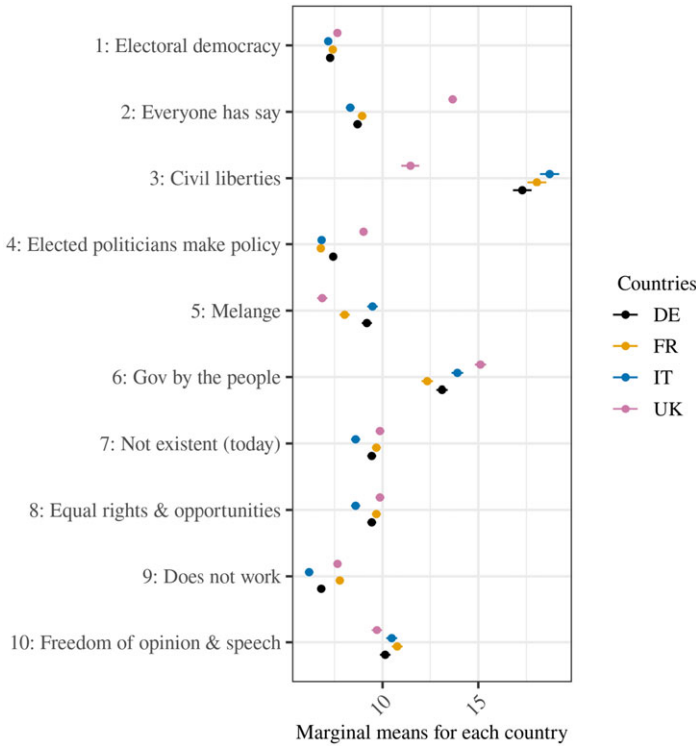 1: Electoral democracy
2: Everyone has say
3: Civil liberties
4: Elected politicians make policy
5: Melange
6: Gov by the people
7: Not existent (today)
8: Equal rights & opportunities
9: Does not work
10: Freedom of opinion & speech
10
15
Marginal means for each country
Countries
DE
FR
IT
UK